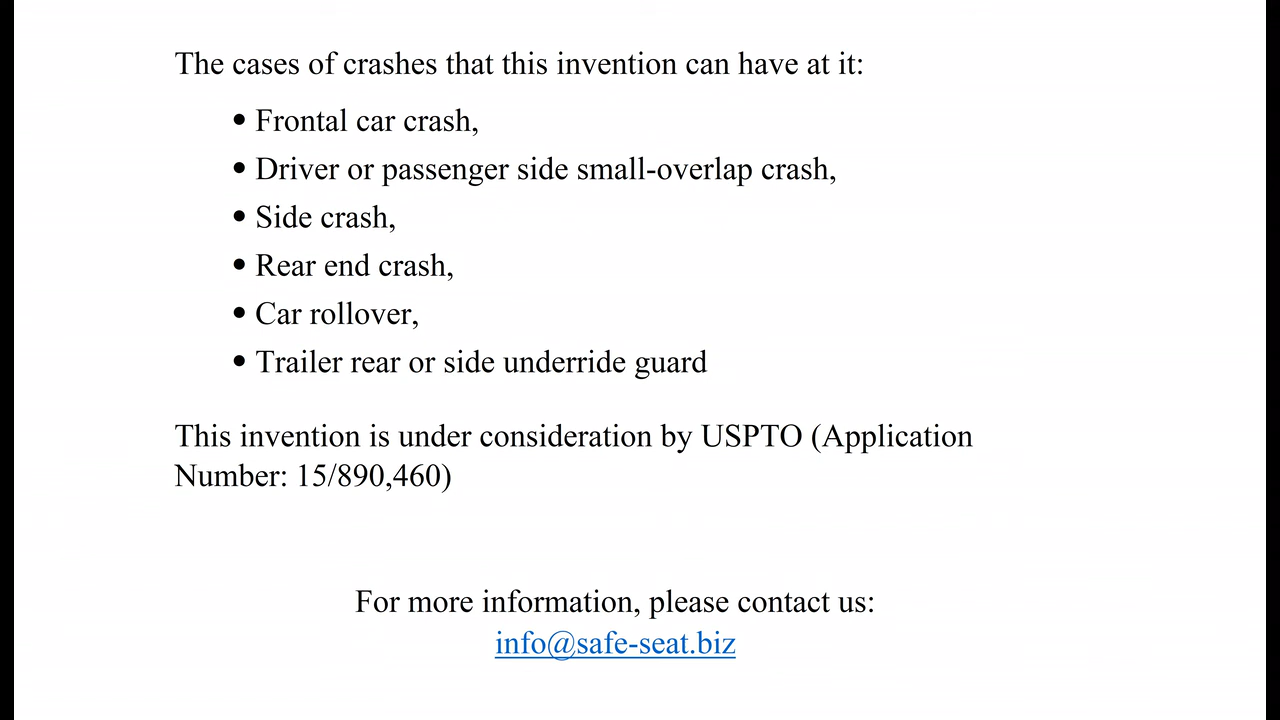 The cases of crashes that this invention can have at it:
• Frontal car crash,
• Driver or passenger side small-overlap crash,
• Side crash,
• Rear end crash,
• Car rollover,
• Trailer rear or side underride guard
This invention is under consideration by USPTO (Application
Number: 15/890,460)
For more information, please contact us:
info@safe-seat.biz